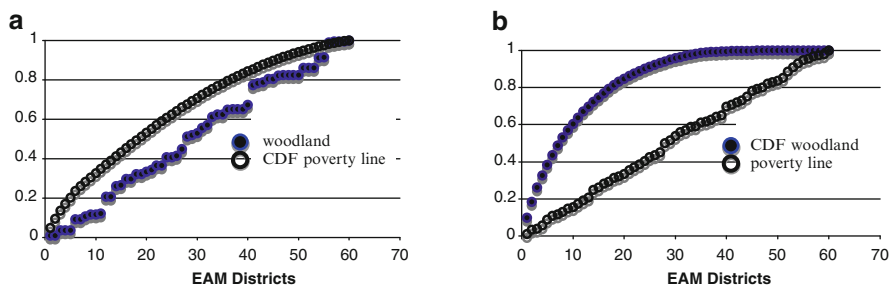 a
1
0.8
0.6
0.4
0.2
0
0 10 20 30 40 50 60 70
EAM Districts
woodland
CDF poverty line
b
1
0.8
0.6
0.4
0.2
0
0 10 20 30 40 50 60 70
EAM Districts
CDF woodland
poverty line